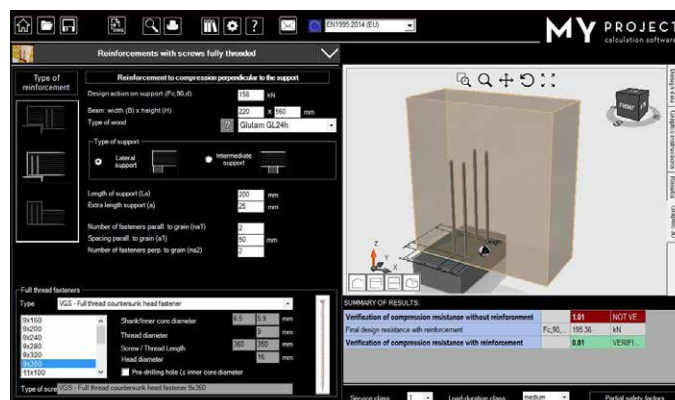 EN1995:2014 (EU)
MY PROJECT
calculation software
Reinforcements with screws fully threaded
Type of reinforcement
Reinforcement to compression perpendicular to the support
Design action on support (Fc,90,d) 158 kN
Beam: width (B) x height (H) 220 x 560 mm
Type of wood ? Glulam GL24h
Type of support
Lateral support
Intermediate support
Length of support (La) 200 mm
Extra length support (a) 25 mm
Number of fasteners parall. to grain (na1) 2
Spacing parall. to grain (a1) 50 mm
Number of fasteners perp. to grain (na2) 2
Full thread fasteners
Type VGS - Full thread countersunk head fastener
9x160
9x200
9x240
9x280
9x320
9x360
11x100
Shank/Inner core diameter 6.5 5.9 mm
Thread diameter 9 mm
Screw / Thread Length 360 350 mm
Head diameter 16 mm
Pre-drilling hole (≤ inner core diameter
Type of scre VGS - Full thread countersunk head fastener 9x360
FRONT
Z
Y
X
Origin
Graphic instructions
Results
Graphic 3D
SUMMARY OF RESULTS:
Verification of compression resistance without reinforcement 1.01 NOT VE...
Final design resistance with reinforcement Fc,90,... 195.36 kN
Verification of compression resistance with reinforcement 0.81 VERIFI...
Service class 1
Load-duration class medium
Partial safety factors